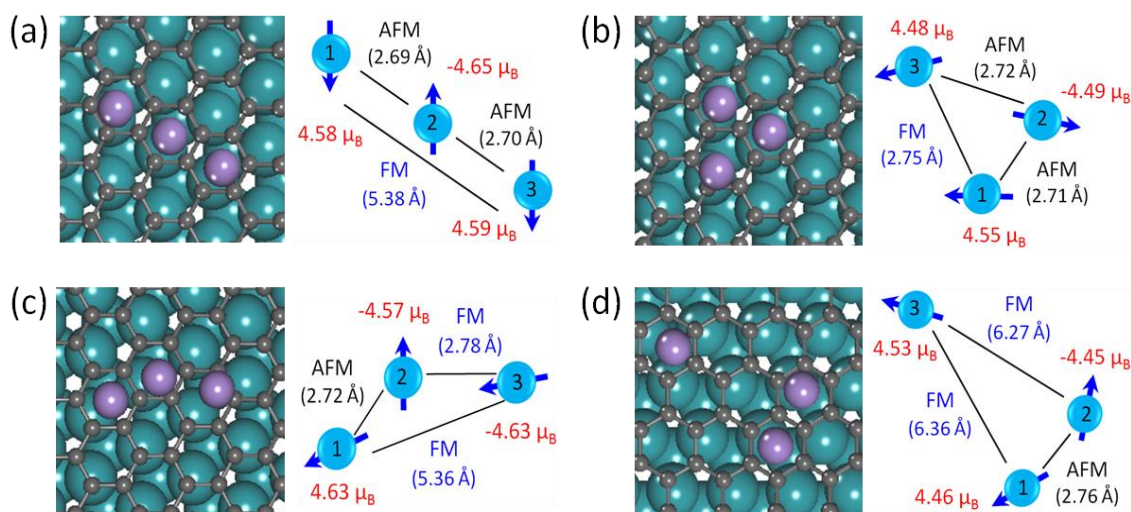 (a)
1
AFM
(2.69 Å)
-4.65 μB
2
AFM
(2.70 Å)
4.58 μB
FM
(5.38 Å)
3
4.59 μB
(b)
4.48 μB
3
AFM
(2.72 Å)
-4.49 μB
2
FM
(2.75 Å)
1
AFM
(2.71 Å)
4.55 μB
(c)
-4.57 μB
FM
(2.78 Å)
AFM
(2.72 Å)
2
3
-4.63 μB
1
FM
(5.36 Å)
4.63 μB
(d)
3
FM
(6.27 Å)
4.53 μB
-4.45 μB
FM
(6.36 Å)
2
1
AFM
(2.76 Å)
4.46 μB